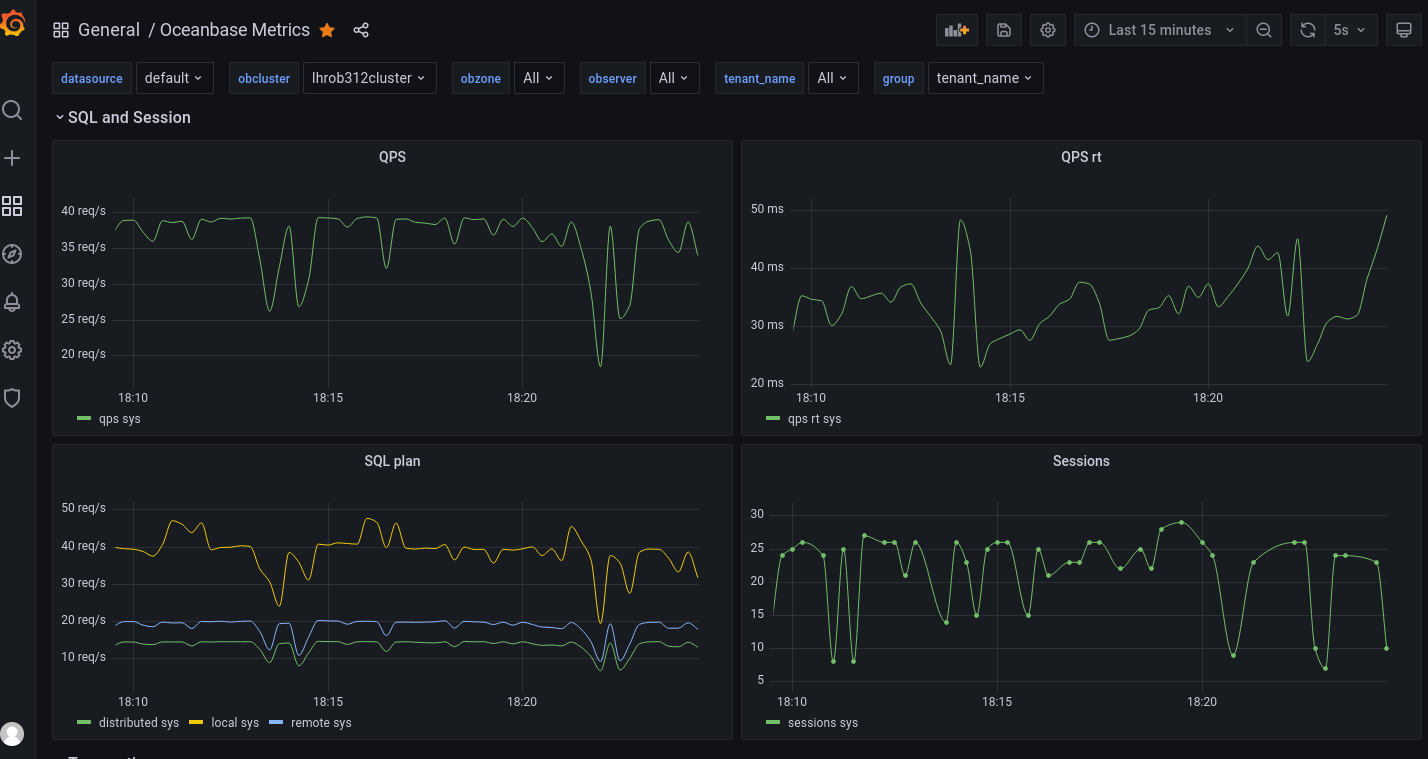 General / Oceanbase Metrics Last 15 minutes 5s
datasource default obcluster lhrob312cluster obzone All observer All tenant_name All group tenant_name
SQL and Session
QPS
40 req/s
35 req/s
30 req/s
25 req/s
20 req/s
18:10 18:15 18:20
qps sys
QPS rt
50 ms
40 ms
30 ms
20 ms
18:10 18:15 18:20
qps rt sys
SQL plan
50 req/s
40 req/s
30 req/s
20 req/s
10 req/s
18:10 18:15 18:20
distributed sys local sys remote sys
Sessions
30
25
20
15
10
5
18:10 18:15 18:20
sessions sys